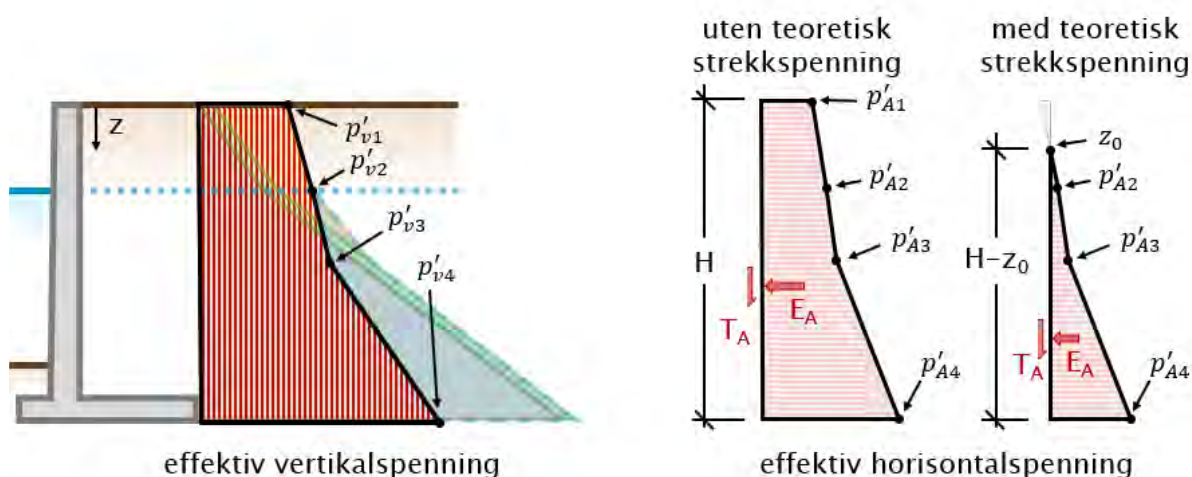 z
p'v1
p'v2
p'v3
p'v4
effektiv vertikalspenning
uten teoretisk
strekkspenning
H
p'A1
p'A2
p'A3
p'A4
TA
EA
med teoretisk
strekkspenning
H-z0
z0
p'A2
p'A3
p'A4
TA
EA
effektiv horisontalspenning